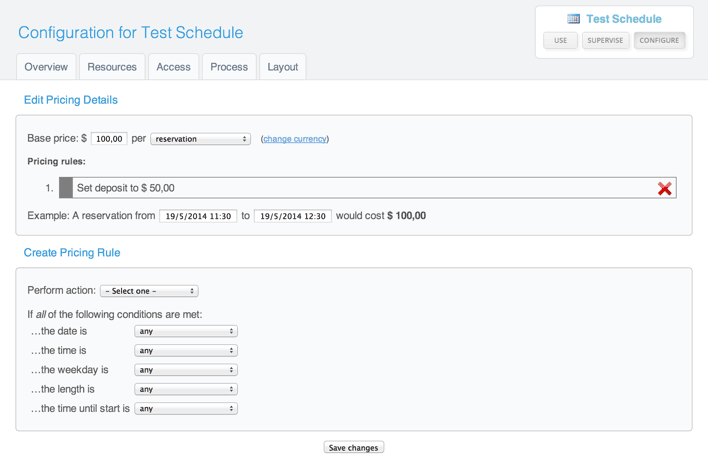 Test Schedule
Configuration for Test Schedule
USE SUPERVISE CONFIGURE
Overview Resources Access Process Layout
Edit Pricing Details
Base price: $ 100,00 per reservation (change currency)
Pricing rules:
1. Set deposit to $ 50,00
Example: A reservation from 19/5/2014 11:30 to 19/5/2014 12:30 would cost $ 100,00
Create Pricing Rule
Perform action: – Select one –
If all of the following conditions are met:
...the date is any
...the time is any
...the weekday is any
...the length is any
...the time until start is any
Save changes